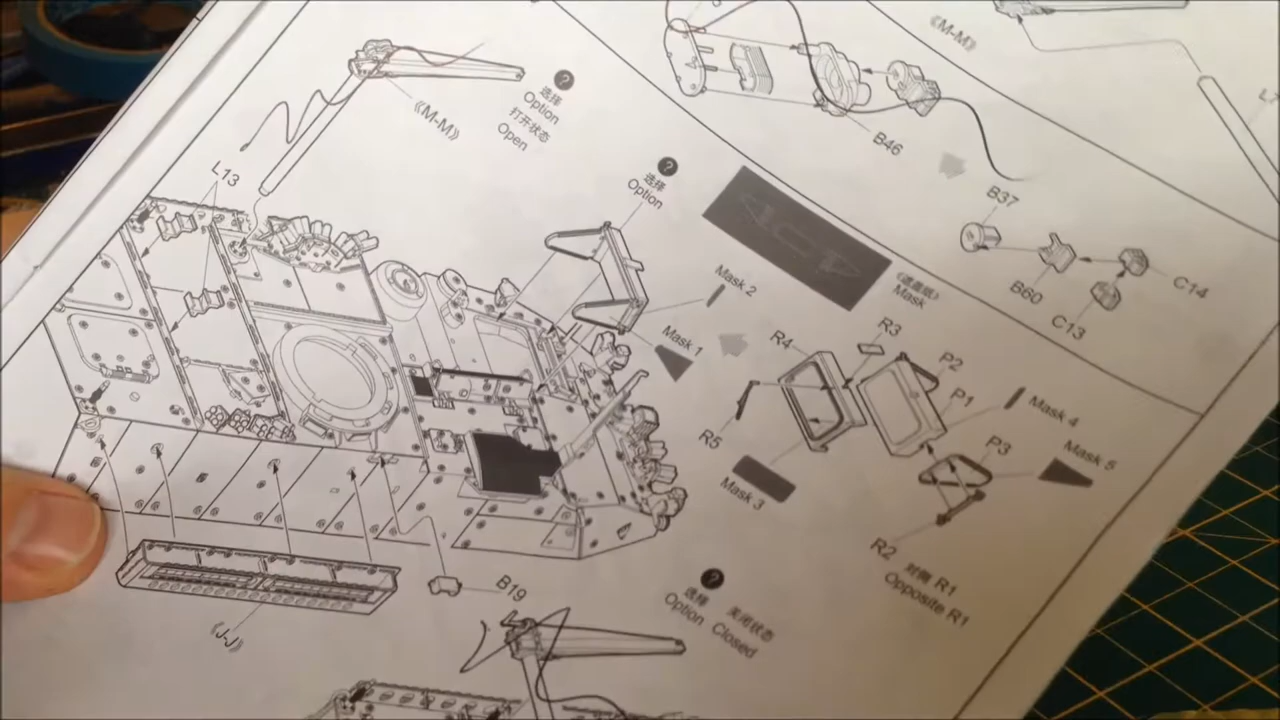 《M-M》
?
选择
Option
打开状态
Open
《M-M》
B46
L13
?
选择
Option
B37
B60
C14
C13
Mask 2
Mask 1
《遮盖纸》
Mask
R3
R4
P2
P1
R5
Mask 3
Mask 4
P3
Mask 5
R2
对侧 R1
Opposite R1
B19
《J-J》
?
选择 关闭状态
Option Closed